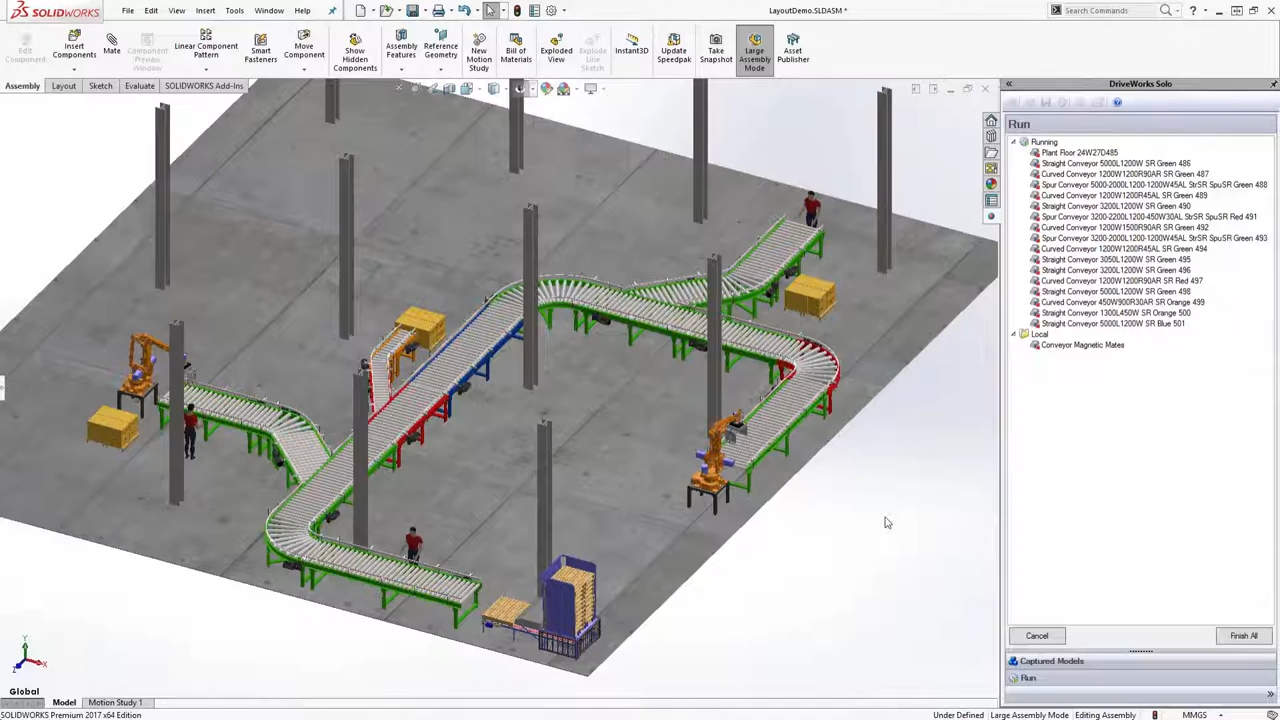 SOLIDWORKS
File Edit View Insert Tools Window Help
LayoutDemo.SLDASM *
Search Commands
Edit Component
Insert Components
Mate
Component Preview Window
Linear Component Pattern
Smart Fasteners
Move Component
Show Hidden Components
Assembly Features
Reference Geometry
New Motion Study
Bill of Materials
Exploded View
Explode Line Sketch
Instant3D
Update Speedpak
Take Snapshot
Large Assembly Mode
Asset Publisher
Assembly Layout Sketch Evaluate SOLIDWORKS Add-Ins
DriveWorks Solo
Run
Running
Plant Floor 24W27D485
Straight Conveyor 5000L1200W SR Green 486
Curved Conveyor 1200W1200R90AR SR Green 487
Spur Conveyor 5000-2000L1200-1200W45AL StrSR SpuSR Green 488
Curved Conveyor 1200W1200R45AL SR Green 489
Straight Conveyor 3200L1200W SR Green 490
Spur Conveyor 3200-2200L1200-450W30AL StrSR SpuSR Red 491
Curved Conveyor 1200W1500R90AR SR Green 492
Spur Conveyor 3200-2000L1200-1200W45AL StrSR SpuSR Green 493
Curved Conveyor 1200W1200R45AL SR Green 494
Straight Conveyor 3050L1200W SR Green 495
Straight Conveyor 3200L1200W SR Green 496
Curved Conveyor 1200W1200R90AR SR Red 497
Straight Conveyor 5000L1200W SR Green 498
Curved Conveyor 450W900R30AR SR Orange 499
Straight Conveyor 1300L450W SR Orange 500
Straight Conveyor 5000L1200W SR Blue 501
Local
Conveyor Magnetic Mates
Cancel Finish All
Captured Models
Run
Y
X
Z
Global
Model Motion Study 1
SOLIDWORKS Premium 2017 x64 Edition
Under Defined Large Assembly Mode Editing Assembly MMGS